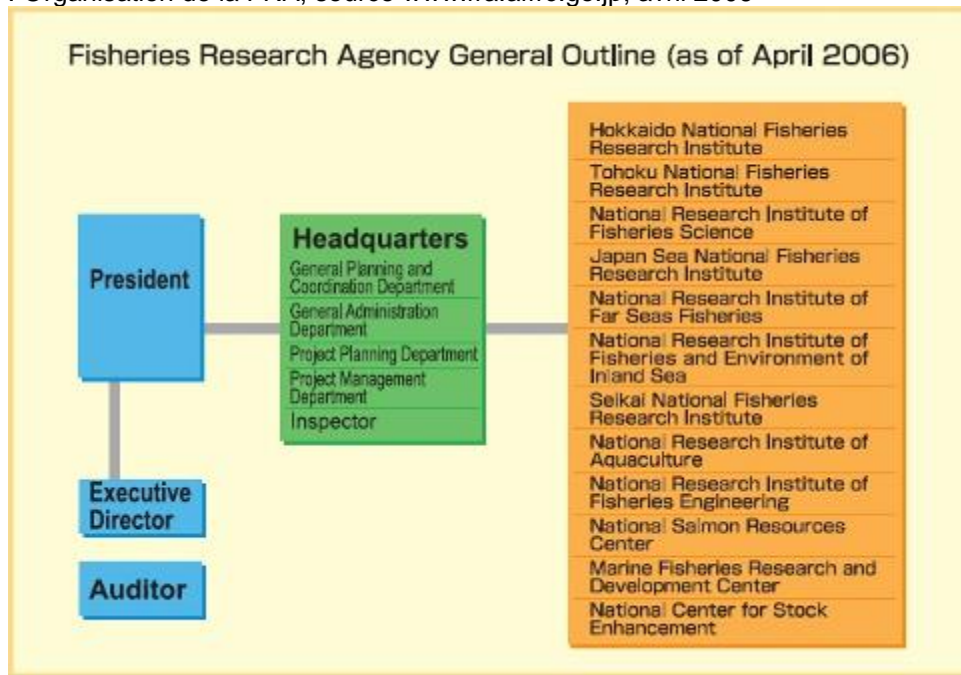 Fisheries Research Agency General Outline (as of April 2006)
President
Executive
Director
Auditor
Headquarters
General Planning and
Coordination Department
General Administration
Department
Project Planning Department
Project Management
Department
Inspector
Hokkaido National Fisheries
Research Institute
Tohoku National Fisheries
Research Institute
National Research Institute of
Fisheries Science
Japan Sea National Fisheries
Research Institute
National Research Institute of
Far Seas Fisheries
National Research Institute of
Fisheries and Environment of
Inland Sea
Seikai National Fisheries
Research Institute
National Research Institute of
Aquaculture
National Research Institute of
Fisheries Engineering
National Salmon Resources
Center
Marine Fisheries Research and
Development Center
National Center for Stock
Enhancement